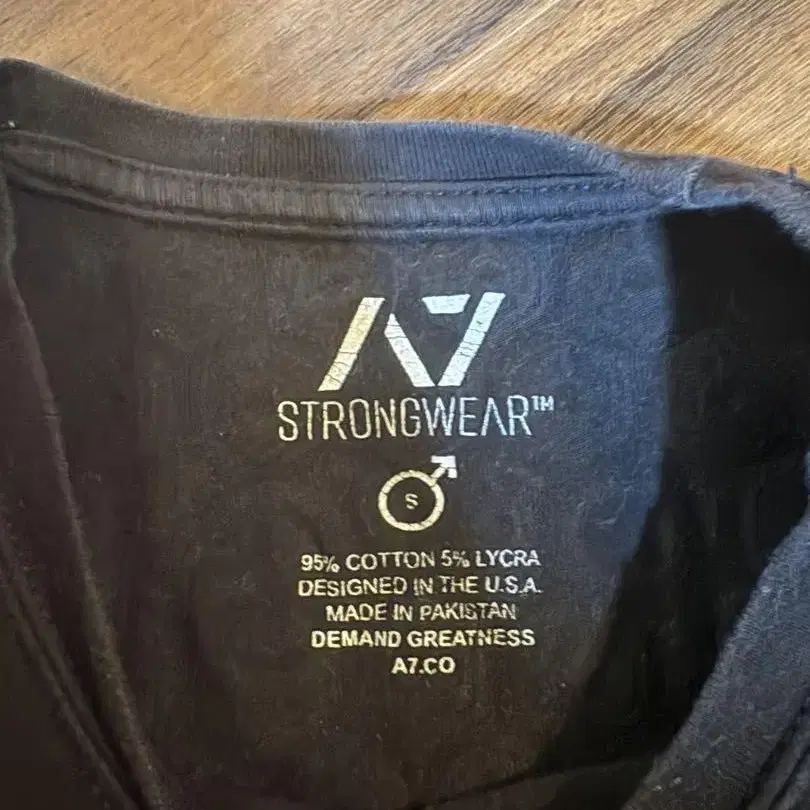 A7
STRONGWEAR™
S
95% COTTON 5% LYCRA
DESIGNED IN THE U.S.A.
MADE IN PAKISTAN
DEMAND GREATNESS
A7.CO